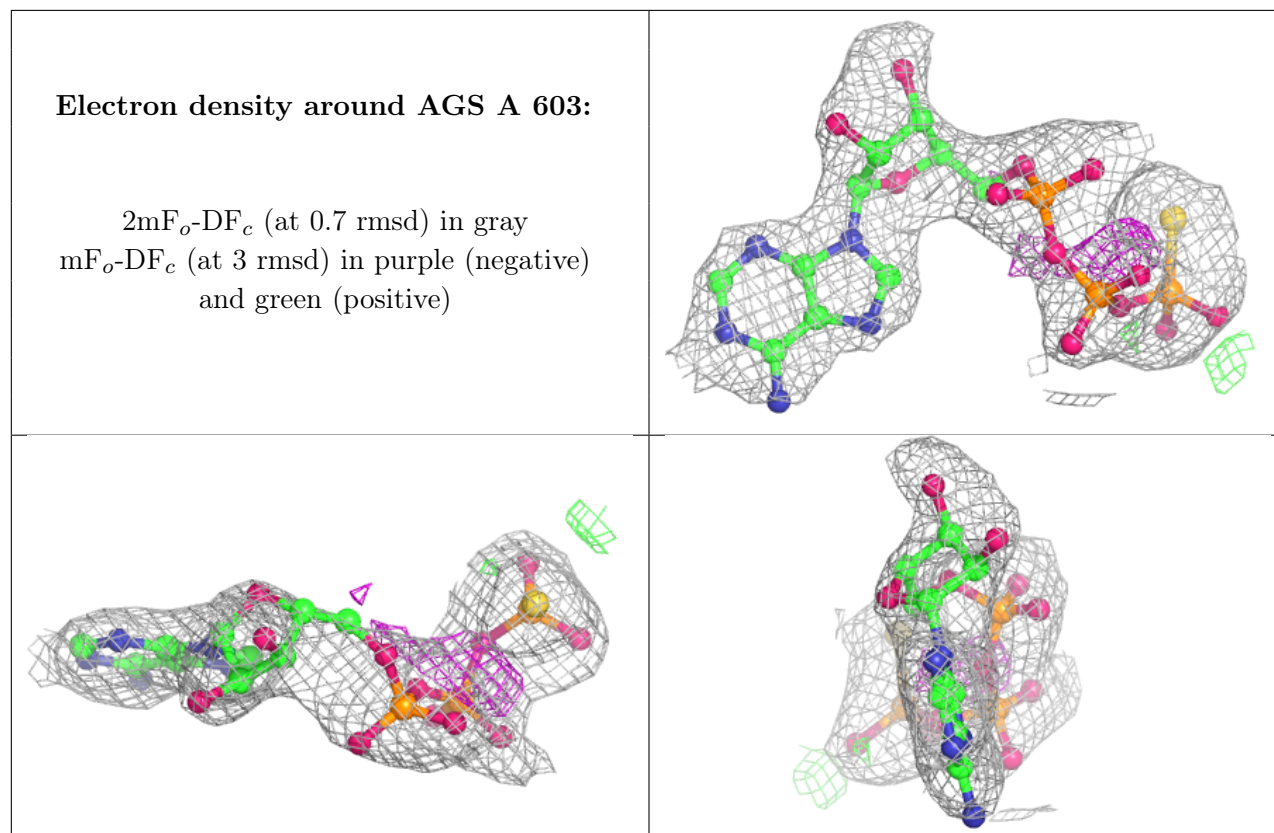 Electron density around AGS A 603:
2mFo-DFc (at 0.7 rmsd) in gray
mFo-DFc (at 3 rmsd) in purple (negative)
and green (positive)